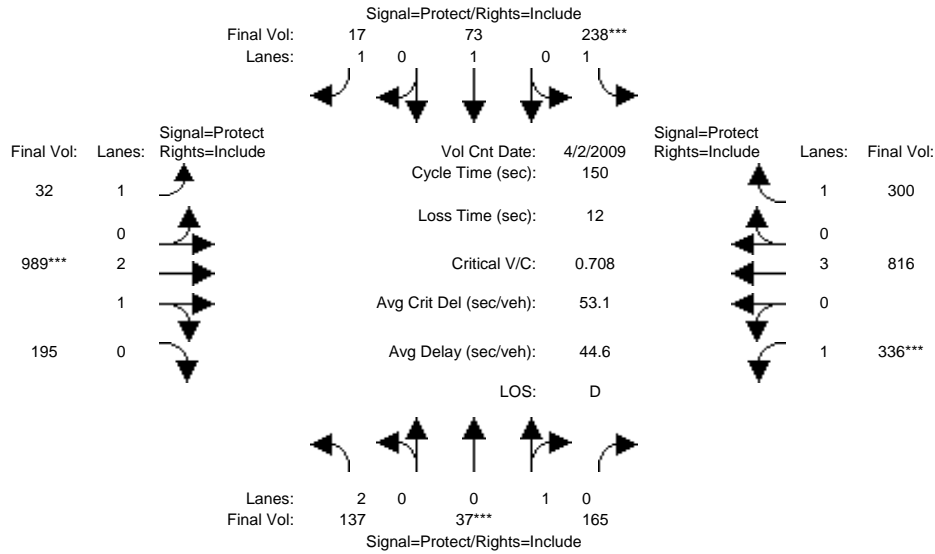 Signal=Protect/Rights=Include
Final Vol: 17 73 238***
Lanes: 1 0 1 0 1
Signal=Protect
Final Vol: Lanes: Rights=Include
Vol Cnt Date: 4/2/2009
Signal=Protect
Rights=Include Lanes: Final Vol:
Cycle Time (sec): 150
32 1
1 300
Loss Time (sec): 12
0
0
989*** 2
Critical V/C: 0.708
3 816
1
Avg Crit Del (sec/veh): 53.1
0
195 0
Avg Delay (sec/veh): 44.6
1 336***
LOS: D
Lanes: 2 0 0 1 0
Final Vol: 137 37*** 165
Signal=Protect/Rights=Include